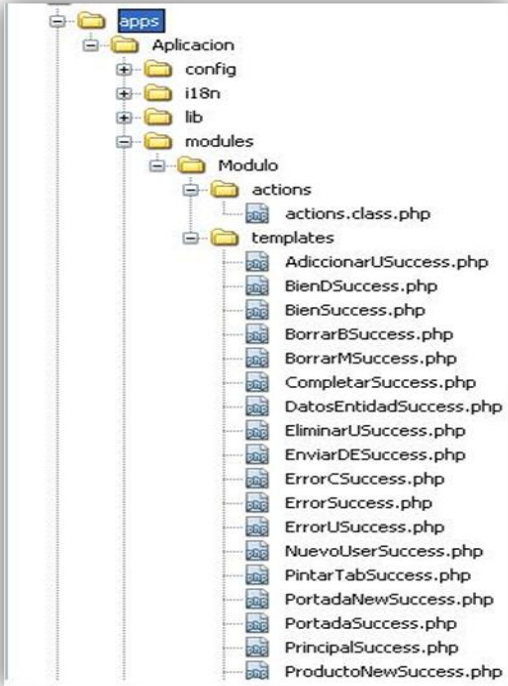 apps
Aplicacion
config
i18n
lib
modules
Modulo
actions
actions.class.php
templates
AdiccionarUSuccess.php
BienDSuccess.php
BienSuccess.php
BorrarBSuccess.php
BorrarMSuccess.php
CompletarSuccess.php
DatosEntidadSuccess.php
EliminarUSuccess.php
EnviarDESuccess.php
ErrorCSuccess.php
ErrorSuccess.php
ErrorUSuccess.php
NuevoUserSuccess.php
PintarTabSuccess.php
PortadaNewSuccess.php
PortadaSuccess.php
PrincipalSuccess.php
ProductoNewSuccess.php